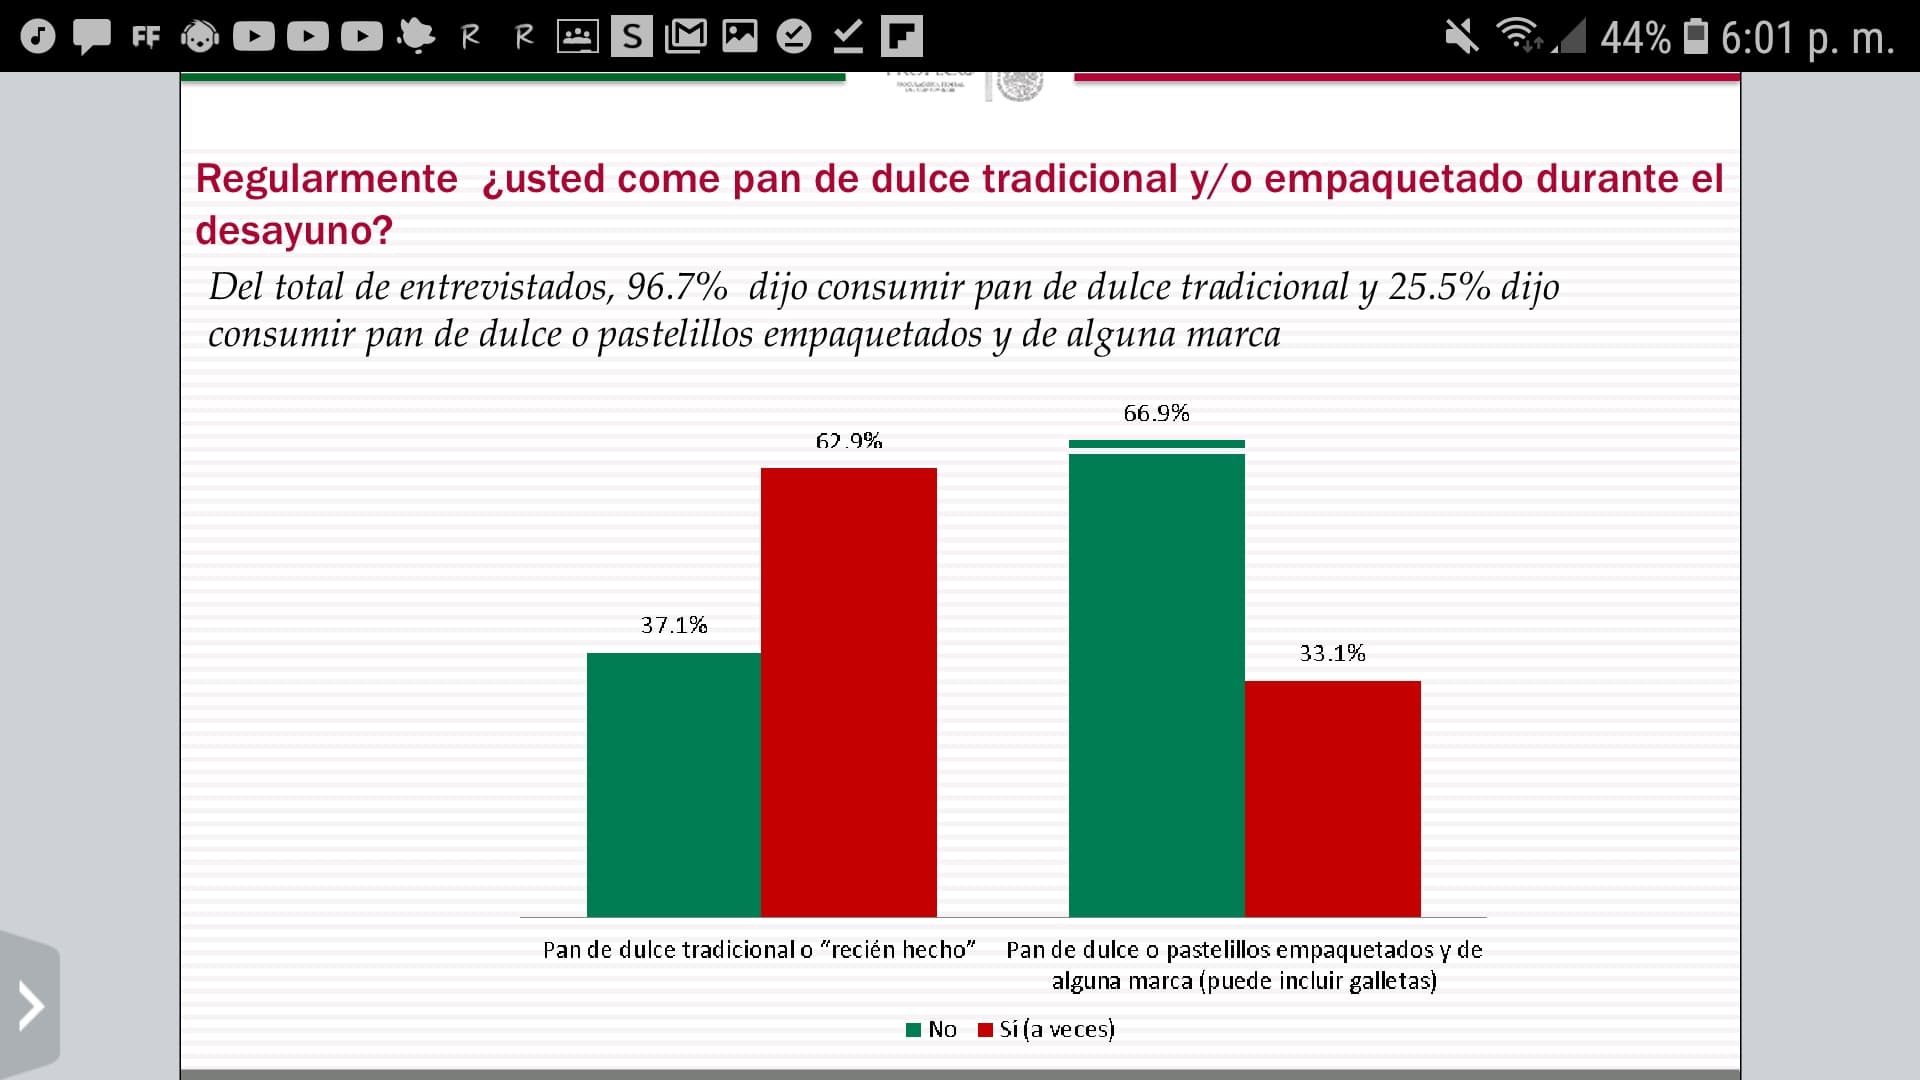 FF
R R
S
44% 6:01 p. m.
Regularmente ¿usted come pan de dulce tradicional y/o empaquetado durante el
desayuno?
Del total de entrevistados, 96.7% dijo consumir pan de dulce tradicional y 25.5% dijo
consumir pan de dulce o pastelillos empaquetados y de alguna marca
66.9%
62.9%
37.1%
33.1%
Pan de dulce tradicional o “recién hecho”
Pan de dulce o pastelillos empaquetados y de
alguna marca (puede incluir galletas)
No Sí (a veces)